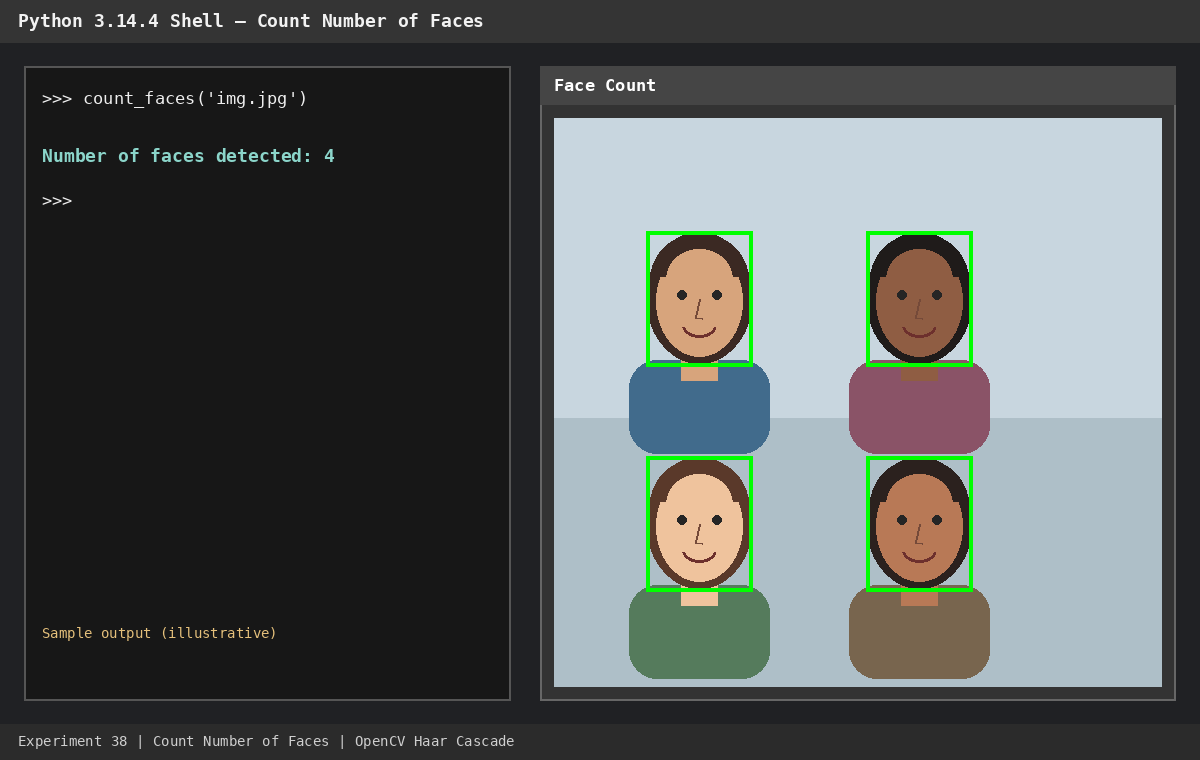 Python 3.14.4 Shell — Count Number of Faces
>>> count_faces('img.jpg')
Number of faces detected: 4
>>>
Sample output (illustrative)
Face Count
Experiment 38 | Count Number of Faces | OpenCV Haar Cascade